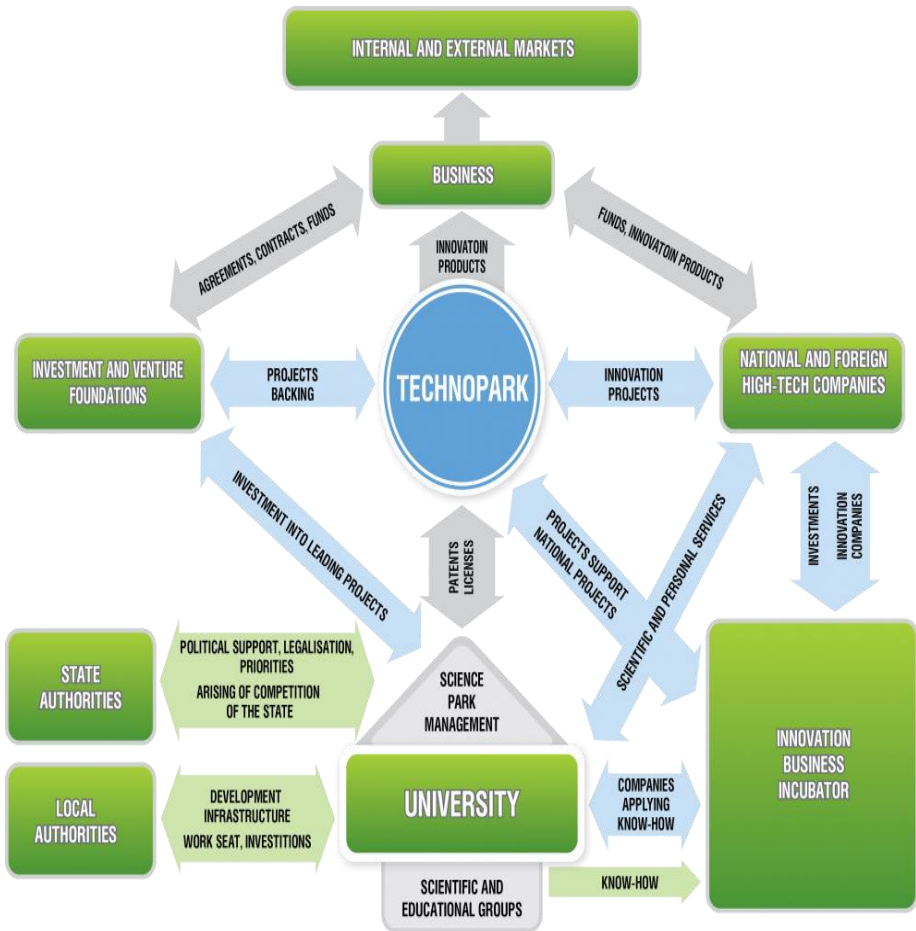 INTERNAL AND EXTERNAL MARKETS
BUSINESS
AGREEMENTS, CONTRACTS, FUNDS
INNOVATOIN
PRODUCTS
FUNDS, INNOVATOIN PRODUCTS
INVESTMENT AND VENTURE
FOUNDATIONS
PROJECTS
BACKING
TECHNOPARK
INNOVATION
PROJECTS
NATIONAL AND FOREIGN
HIGH-TECH COMPANIES
INVESTMENT INTO LEADING PROJECTS
PATENTS
LICENSES
PROJECTS SUPPORT
NATIONAL PROJECTS
SCIENTIFIC AND PERSONAL SERVICES
INVESTMENTS
INNOVATION
COMPANIES
STATE
AUTHORITIES
POLITICAL SUPPORT, LEGALISATION,
PRIORITIES
ARISING OF COMPETITION
OF THE STATE
SCIENCE
PARK
MANAGEMENT
INNOVATION
BUSINESS
INCUBATOR
LOCAL
AUTHORITIES
DEVELOPMENT
INFRASTRUCTURE
WORK SEAT, INVESTITIONS
UNIVERSITY
COMPANIES
APPLYING
KNOW-HOW
SCIENTIFIC AND
EDUCATIONAL GROUPS
KNOW-HOW